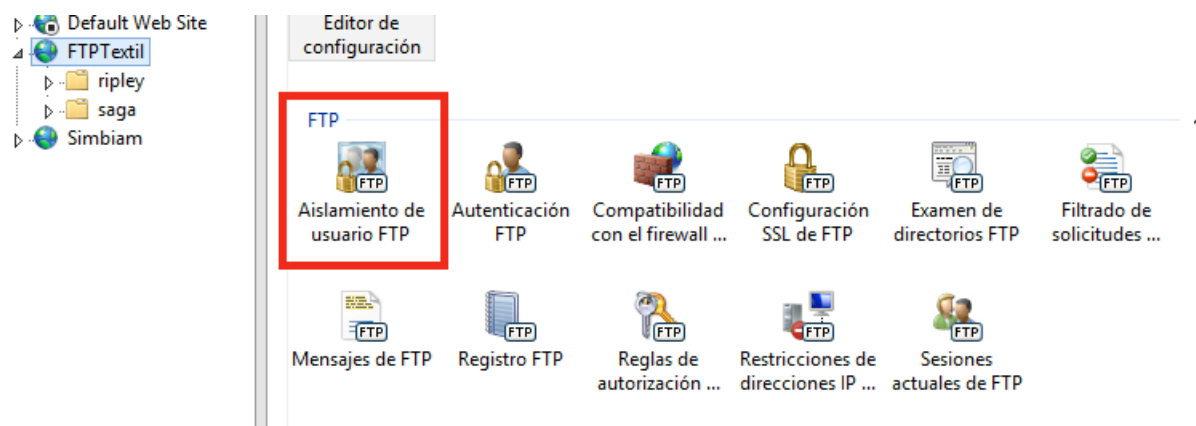 Default Web Site
FTPTextil
ripley
saga
Simbiam
Editor de
configuración
FTP
FTP
FTP
FTP
FTP
FTP
FTP
Aislamiento de
usuario FTP
Autenticación
FTP
Compatibilidad
con el firewall ...
Configuración
SSL de FTP
Examen de
directorios FTP
Filtrado de
solicitudes ...
FTP
FTP
FTP
FTP
FTP
Mensajes de FTP
Registro FTP
Reglas de
autorización ...
Restricciones de
direcciones IP ...
Sesiones
actuales de FTP